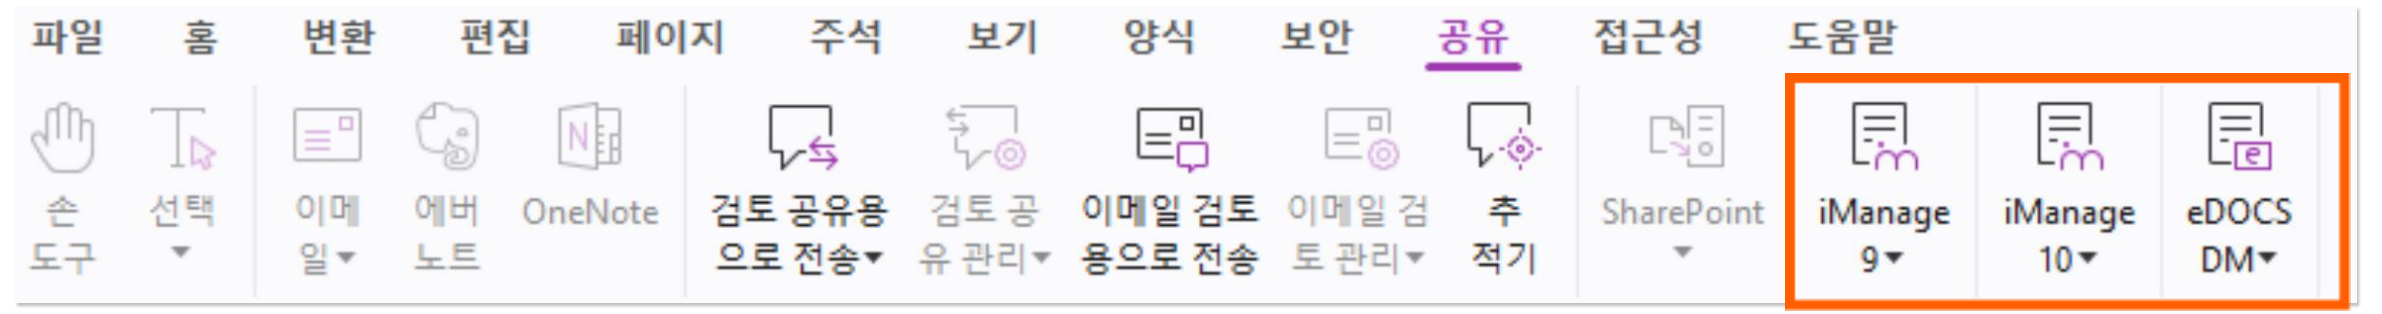 파일 홈 변환 편집 페이지 주석 보기 양식 보안 공유 접근성 도움말
손 선택 이메 에버 OneNote 검토 공유용 검토 공 이메일 검토 이메일 검 추 SharePoint iManage iManage eDOCS
도구 일 노트 으로 전송 유 관리 용으로 전송 토 관리 적기 9 10 DM